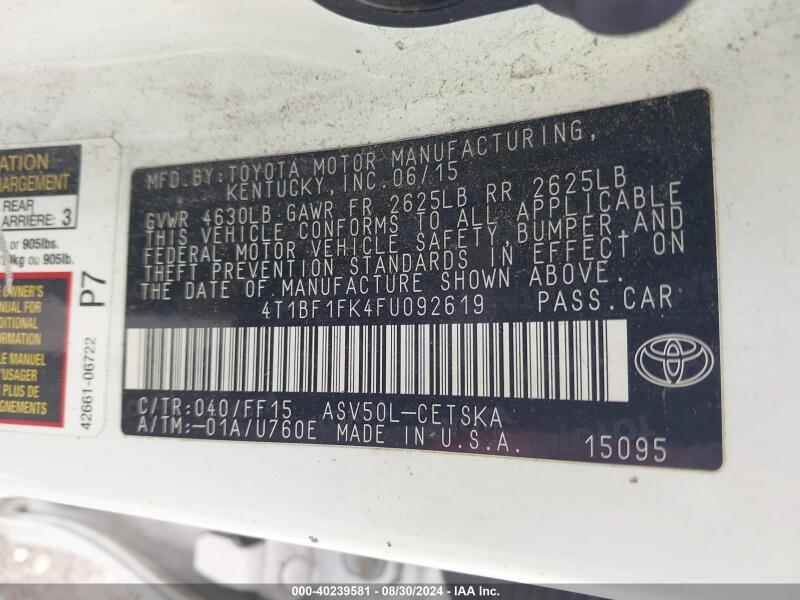 ATION
HARGEMENT
REAR
ARRIÈRE: 3
or 905lbs.
kg ou 905lb.
OWNER'S
NUAL FOR
DITIONAL
ORMATION
LE MANUEL
'USAGER
PLUS DE
GNEMENTS
P7
42661-06722
MFD.BY:TOYOTA MOTOR MANUFACTURING,
KENTUCKY, INC. 06/15
GVWR 4630LB GAWR FR 2625LB RR 2625LB
THIS VEHICLE CONFORMS TO ALL APPLICABLE
FEDERAL MOTOR VEHICLE SAFETY,BUMPER,AND
THEFT PREVENTION STANDARDS IN EFFECT ON
THE DATE OF MANUFACTURE SHOWN ABOVE.
4T1BF1FK4FU092619 PASS.CAR
C/TR:040/FF15 ASV50L-CETSKA
A/TM:-01A/U760E MADE IN U.S.A.
15095
000-40239581 - 08/30/2024 - IAA Inc.